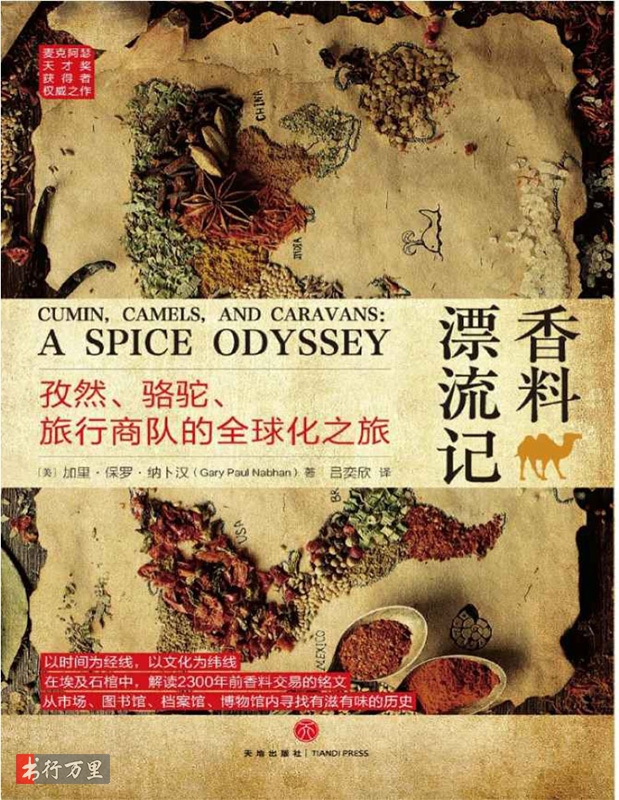 麦克阿瑟
天才奖
获得者
权威之作
CHINA
INDIA
CUMIN, CAMELS, AND CARAVANS:
A SPICE ODYSSEY
香料
漂流记
孜然、骆驼、
旅行商队的全球化之旅
[美] 加里·保罗·纳卜汉 (Gary Paul Nabhan) 著 | 吕奕欣 译
BR
USA
MEXICO
以时间为经线，以文化为纬线
在埃及石棺中，解读2300年前香料交易的铭文
从市场、图书馆、档案馆、博物馆内寻找有滋有味的历史
天地出版社 | TIANDI PRESS
书行万里